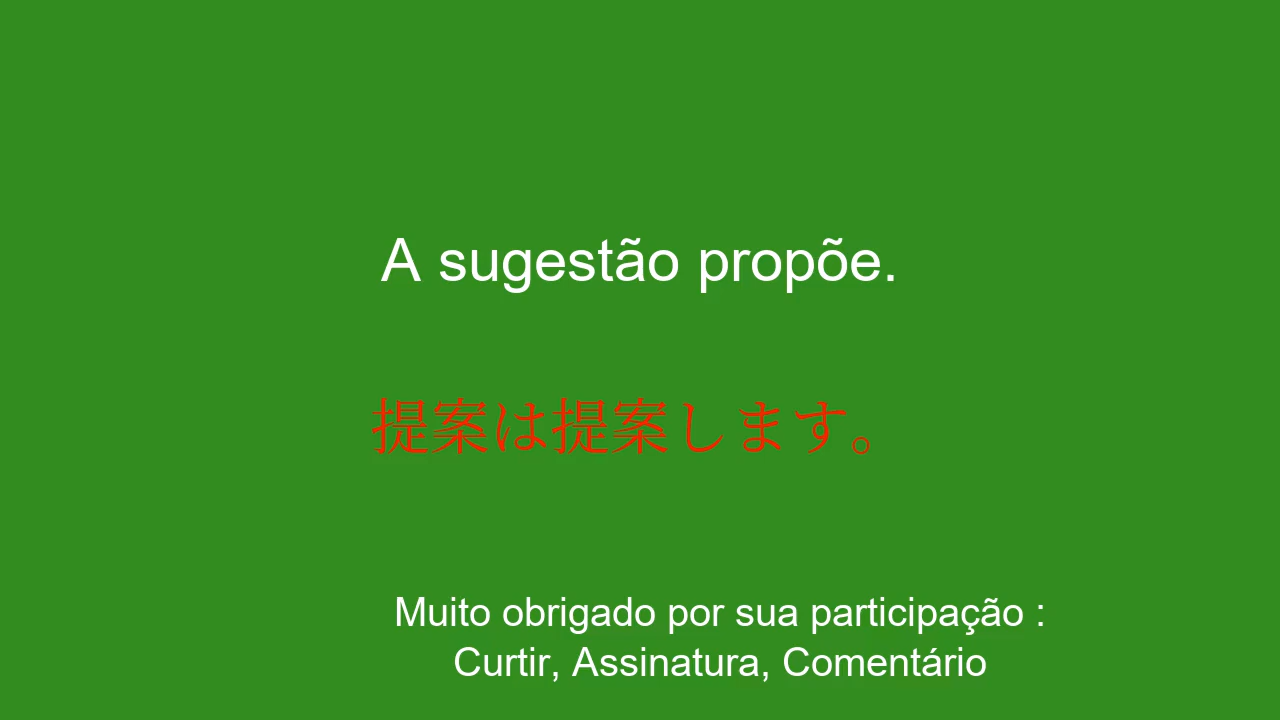 A sugestão propõe.
提案は提案します。
Muito obrigado por sua participação :
Curtir, Assinatura, Comentário